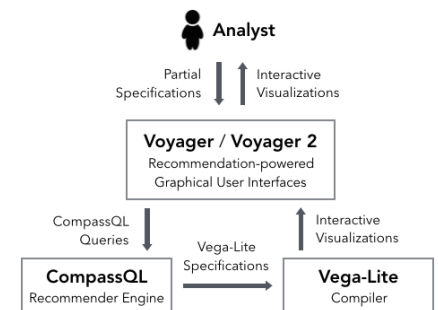 Analyst
Partial
Specifications
Interactive
Visualizations
Voyager / Voyager 2
Recommendation-powered
Graphical User Interfaces
CompassQL
Queries
Interactive
Visualizations
Vega-Lite
Specifications
CompassQL
Recommender Engine
Vega-Lite
Compiler